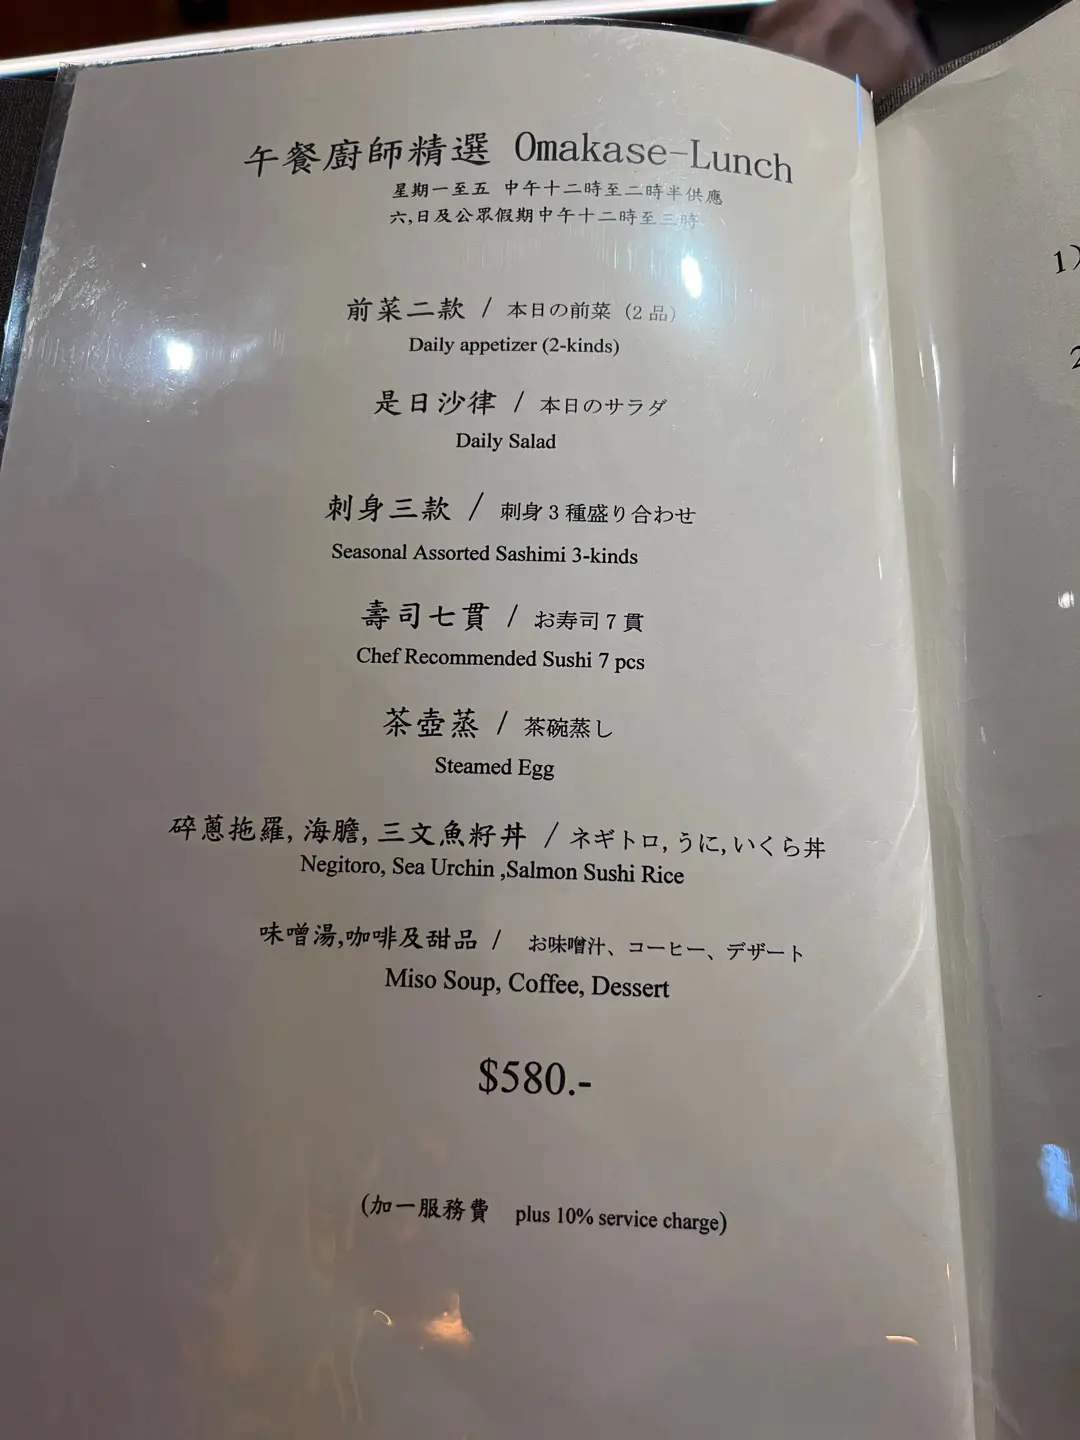 午餐廚師精選 Omakase-Lunch
星期一至五 中午十二時至二時半供應
六,日及公眾假期中午十二時至三時
前菜二款 / 本日の前菜（2 品）
Daily appetizer (2-kinds)
是日沙律 / 本日のサラダ
Daily Salad
刺身三款 / 刺身 3 種盛り合わせ
Seasonal Assorted Sashimi 3-kinds
壽司七貫 / お寿司 7 貫
Chef Recommended Sushi 7 pcs
茶壺蒸 / 茶碗蒸し
Steamed Egg
碎蔥拖羅, 海膽, 三文魚籽丼 / ネギトロ, うに, いくら丼
Negitoro, Sea Urchin ,Salmon Sushi Rice
味噌湯,咖啡及甜品 / お味噌汁、コーヒー、デザート
Miso Soup, Coffee, Dessert
$580.-
(加一服務費 plus 10% service charge)
1)
2